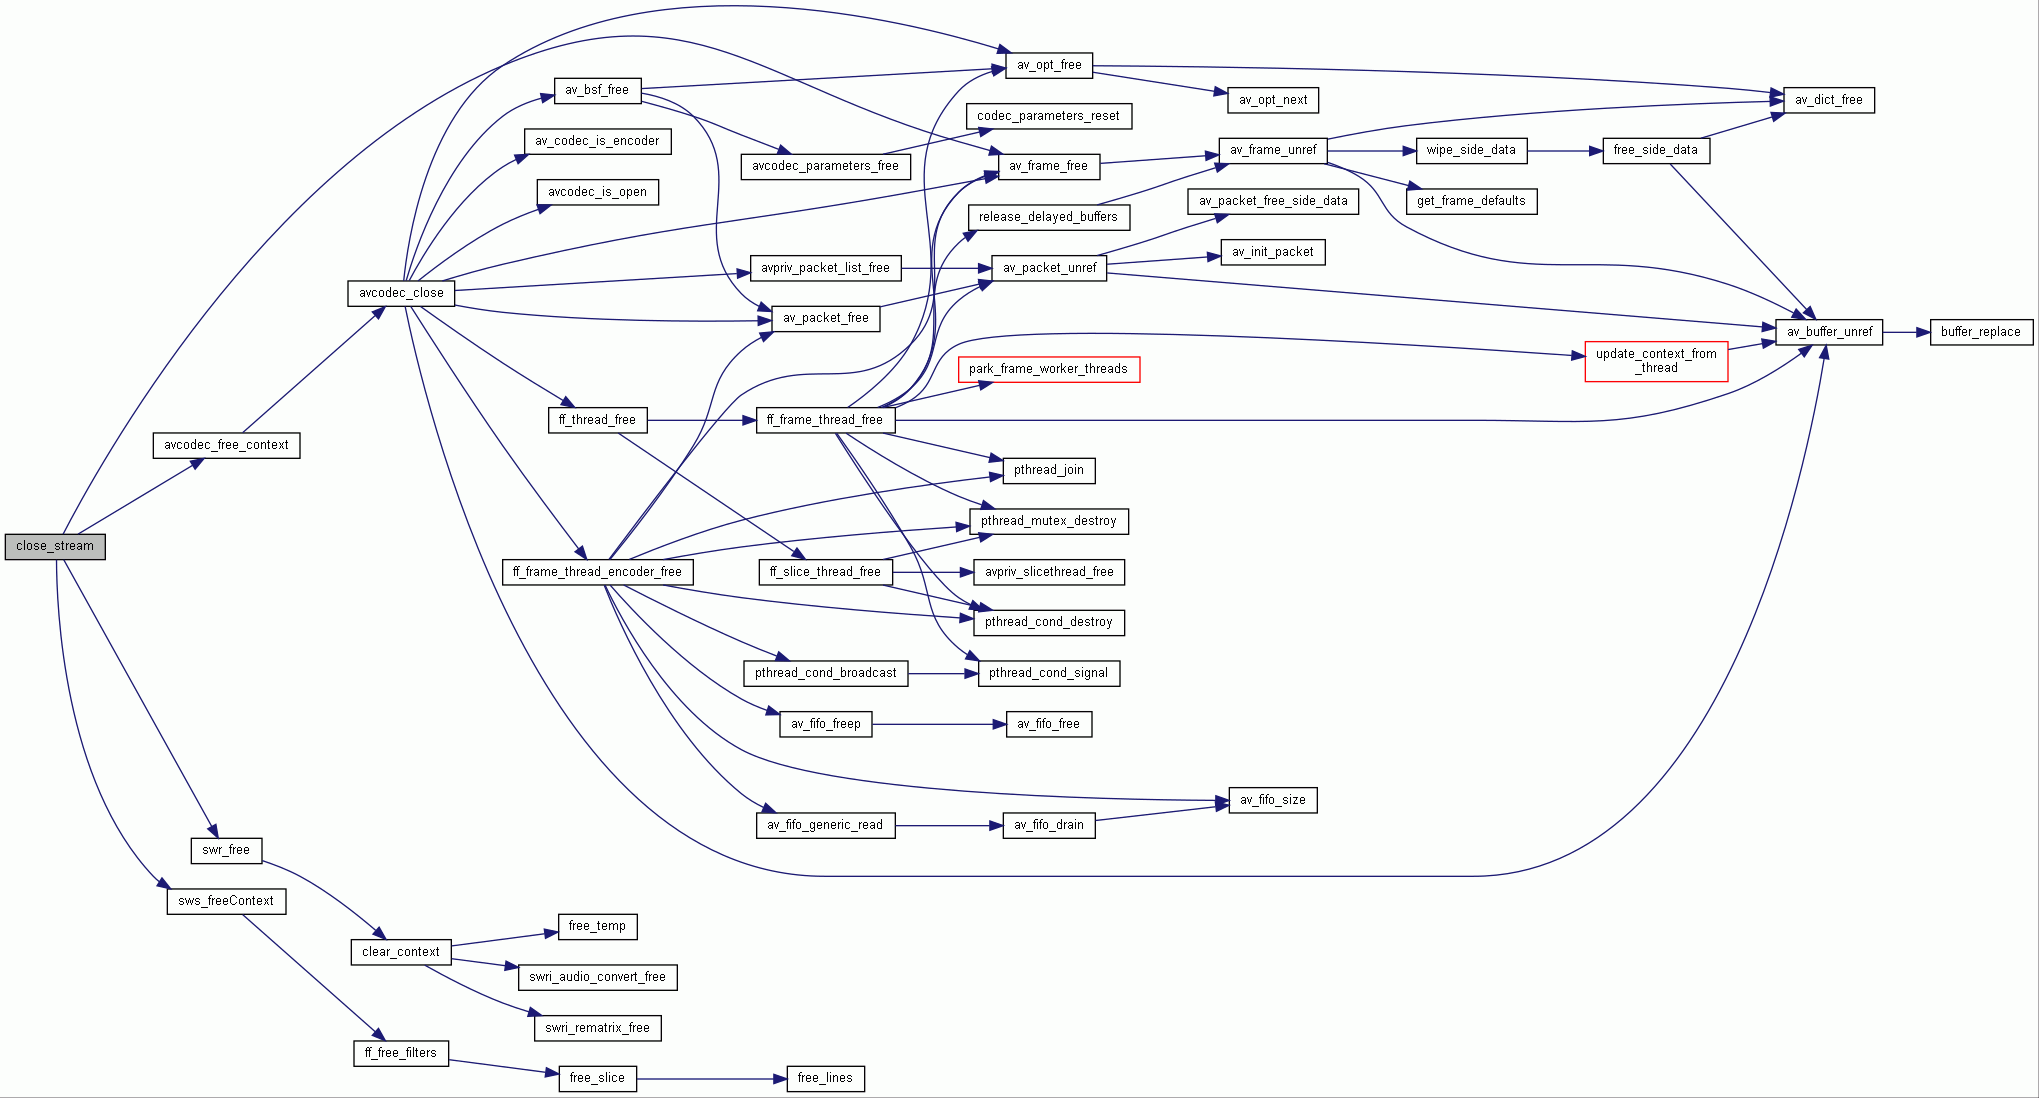 av_opt_free
av_bsf_free
av_opt_next
av_dict_free
codec_parameters_reset
av_codec_is_encoder
av_frame_unref
wipe_side_data
free_side_data
avcodec_parameters_free
av_frame_free
avcodec_is_open
av_packet_free_side_data
get_frame_defaults
release_delayed_buffers
av_init_packet
avpriv_packet_list_free
av_packet_unref
avcodec_close
av_packet_free
av_buffer_unref
buffer_replace
update_context_from
_thread
park_frame_worker_threads
ff_thread_free
ff_frame_thread_free
avcodec_free_context
pthread_join
pthread_mutex_destroy
close_stream
ff_frame_thread_encoder_free
ff_slice_thread_free
avpriv_slicethread_free
pthread_cond_destroy
pthread_cond_broadcast
pthread_cond_signal
av_fifo_freep
av_fifo_free
av_fifo_size
av_fifo_generic_read
av_fifo_drain
swr_free
sws_freeContext
free_temp
clear_context
swri_audio_convert_free
swri_rematrix_free
ff_free_filters
free_slice
free_lines